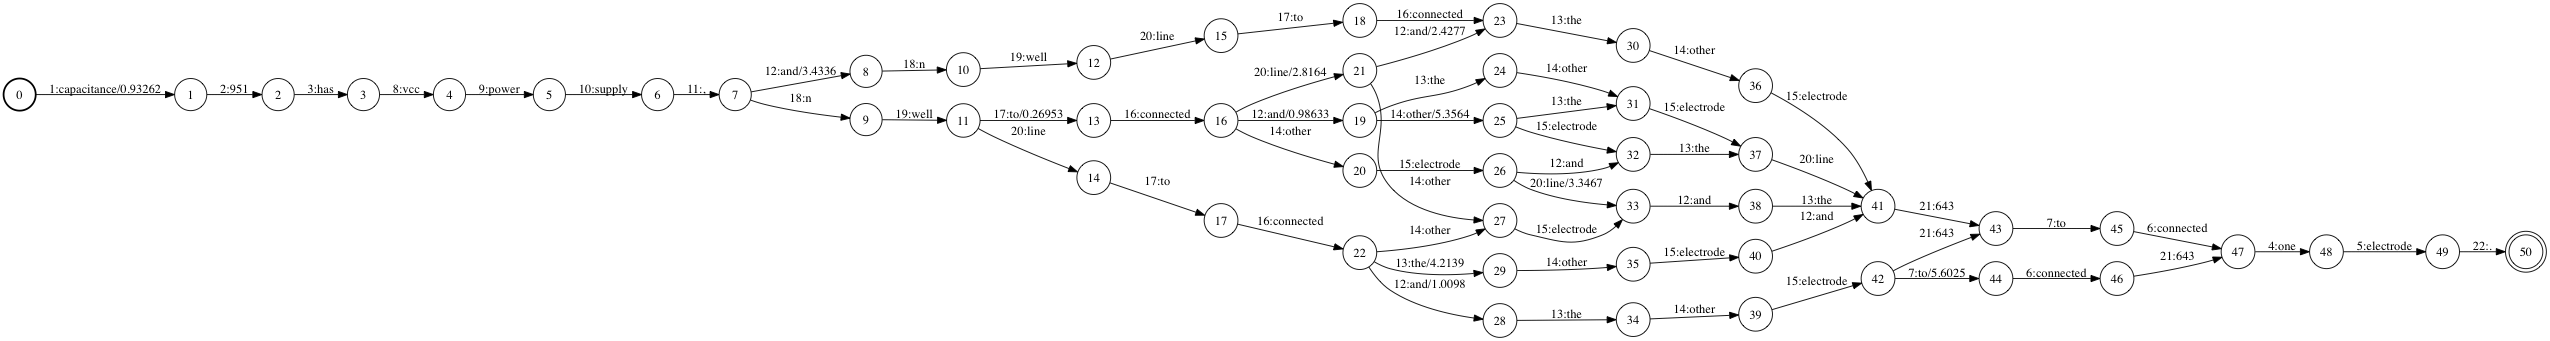 0 1:capacitance/0.93262 1 2:951 2 3:has 3 8:vcc 4 9:power 5 10:supply 6 11:, 7
12:and/3.4336 8 18:n 10 19:well 12 20:line 15 17:to 18 16:connected 23 13:the 30 14:other 36 15:electrode
18:n 9 19:well 11 17:to/0.26953 13 16:connected 16
20:line/2.8164 21 12:and/2.4277
14:other
12:and/0.98633 19 13:the 24 14:other 31 15:electrode 37 20:line 41
14:other/5.3564 25 13:the
15:electrode 32 13:the
14:other 20 15:electrode 26 12:and
20:line/3.3467 33 12:and 38 13:the
20:line 14 17:to 17 16:connected 22
14:other 27 15:electrode
13:the/4.2139 29 14:other 35 15:electrode 40 12:and
12:and/1.0098 28 13:the 34 14:other 39 15:electrode 42
21:643 43 7:to 45 6:connected 47 4:one 48 5:electrode 49 22:. 50
21:643
7:to/5.6025 44 6:connected 46 21:643